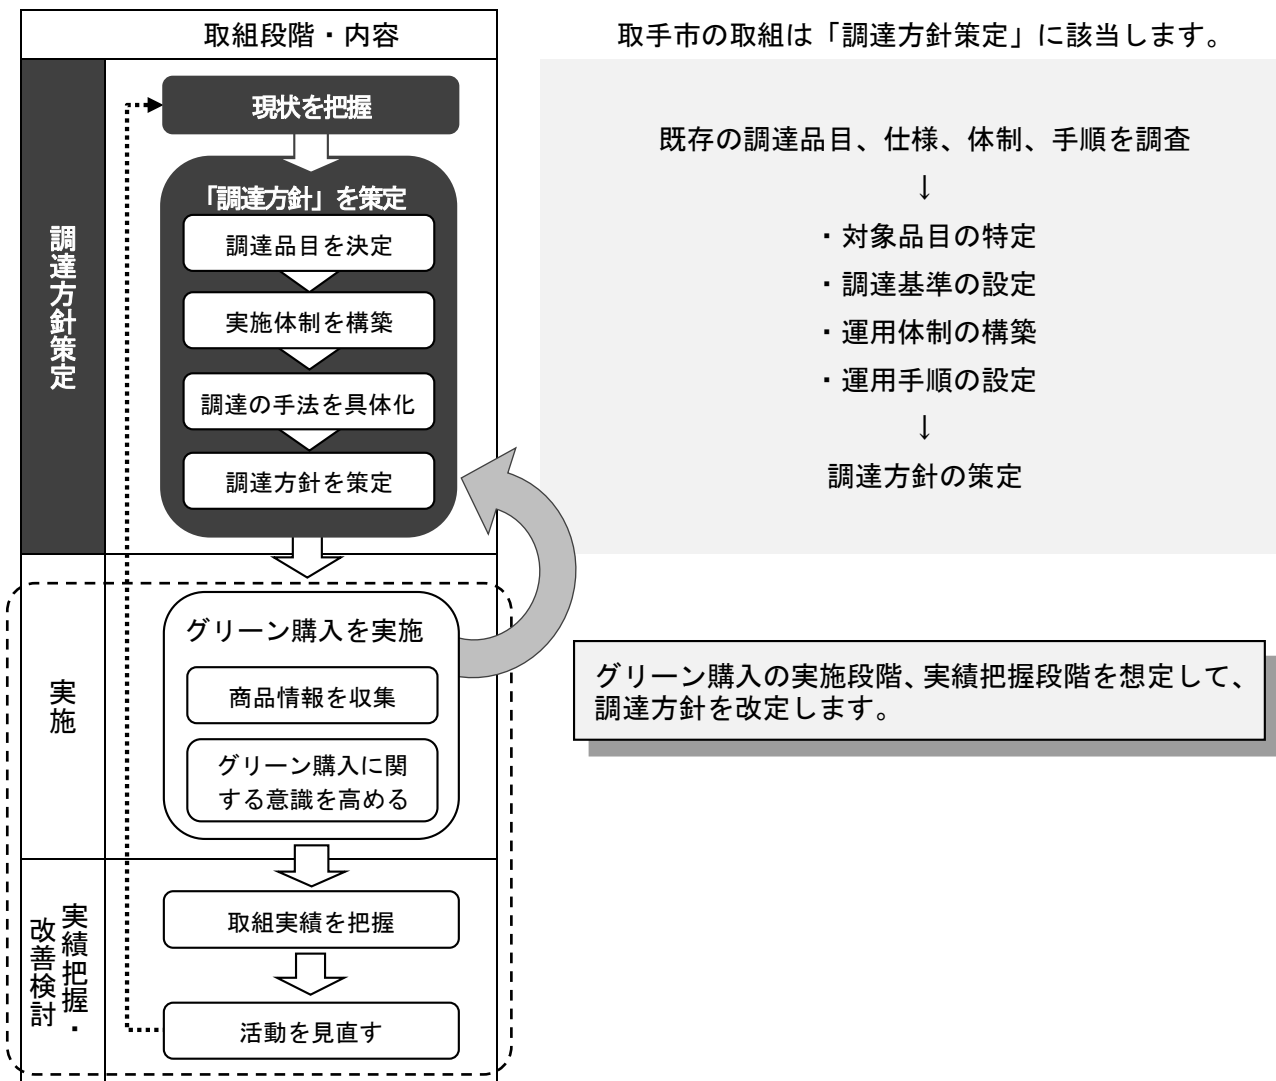 取組段階・内容
調達方針策定
現状を把握
「調達方針」を策定
調達品目を決定
実施体制を構築
調達の手法を具体化
調達方針を策定
実施
グリーン購入を実施
商品情報を収集
グリーン購入に関
する意識を高める
実績把握・
改善検討
取組実績を把握
活動を見直す
取手市の取組は「調達方針策定」に該当します。
既存の調達品目、仕様、体制、手順を調査
↓
・対象品目の特定
・調達基準の設定
・運用体制の構築
・運用手順の設定
↓
調達方針の策定
グリーン購入の実施段階、実績把握段階を想定して、
調達方針を改定します。